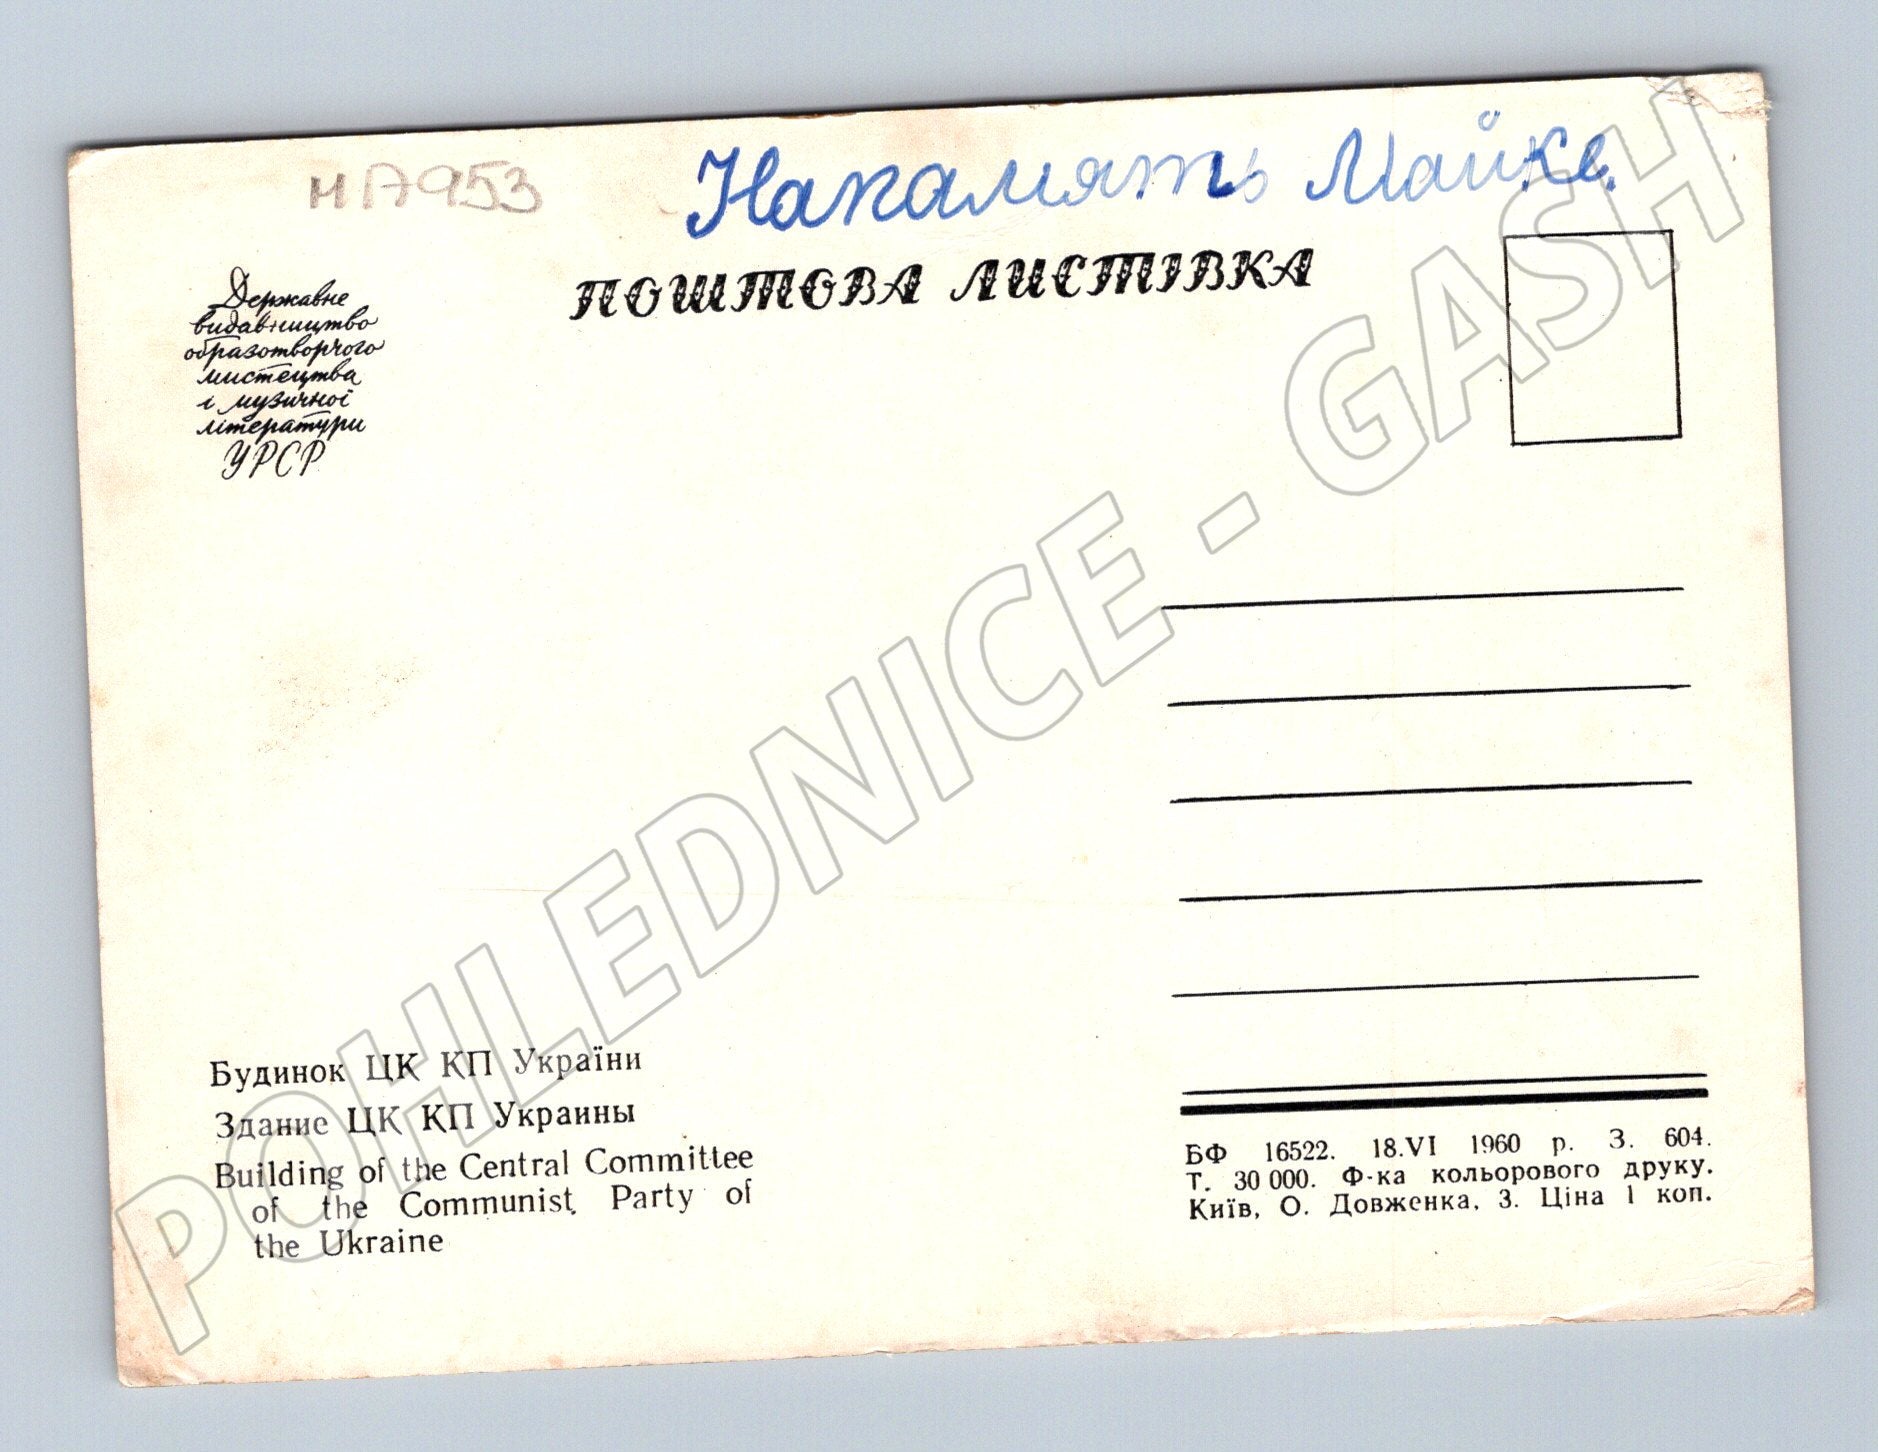 НА953
Напамять Майке.
ПОШТОВА ЛИСТІВКА
Державне
видавництво
образотворчого
мистецтва
і музичної
літератури
УРСР
Будинок ЦК КП України
Здание ЦК КП Украины
Building of the Central Committee
of the Communist Party of
the Ukraine
БФ 16522. 18.VI 1960 р. З. 604.
Т. 30 000. Ф-ка кольорового друку.
Київ, О. Довженка, 3. Ціна 1 коп.
POHLEDNICE - GASH